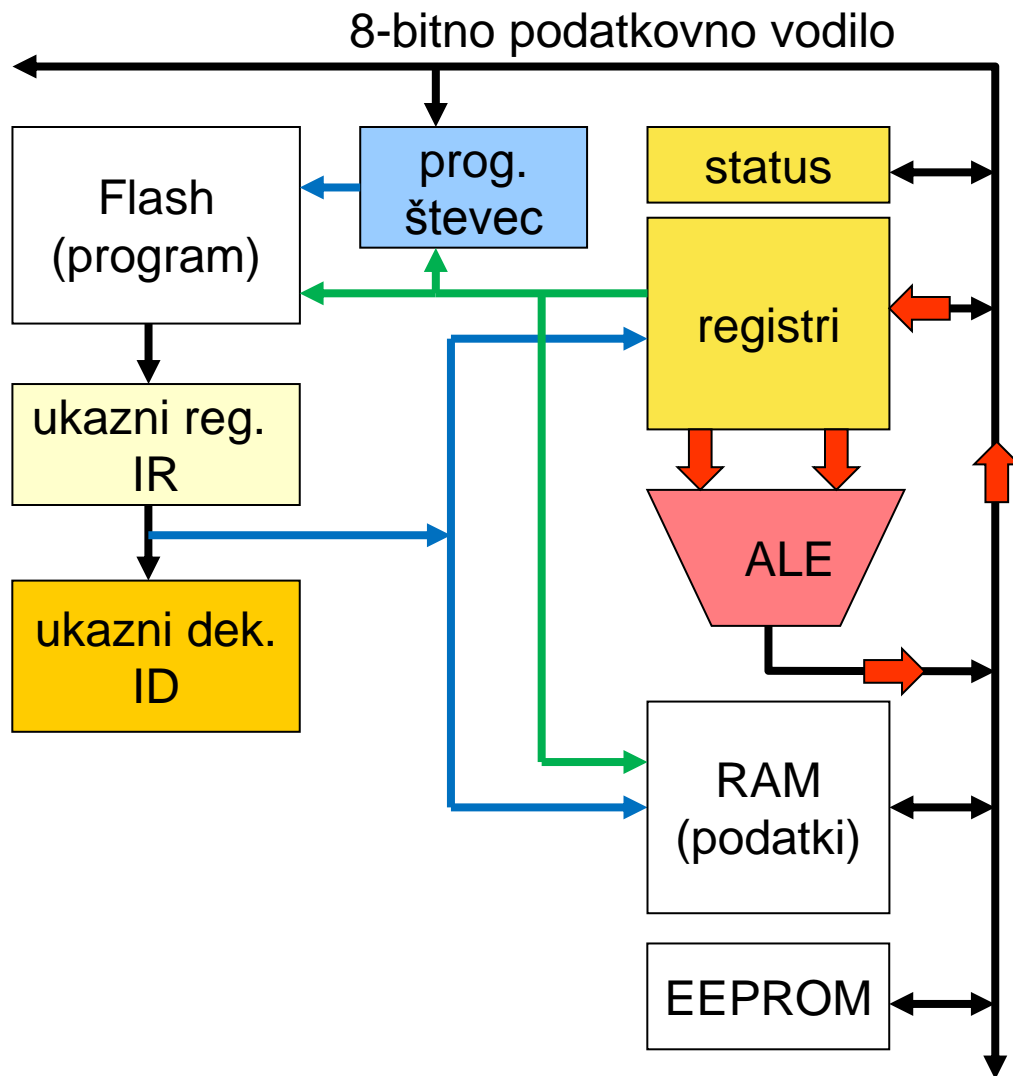 8-bitno podatkovno vodilo
Flash
(program)
prog.
števec
status
registri
ukazni reg.
IR
ALE
ukazni dek.
ID
RAM
(podatki)
EEPROM